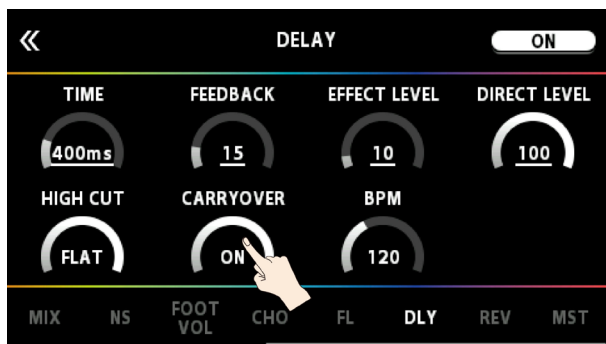 « DELAY ON
TIME FEEDBACK EFFECT LEVEL DIRECT LEVEL
400ms 15 10 100
HIGH CUT CARRYOVER BPM
FLAT ON 120
MIX NS FOOT VOL CHO FL DLY REV MST